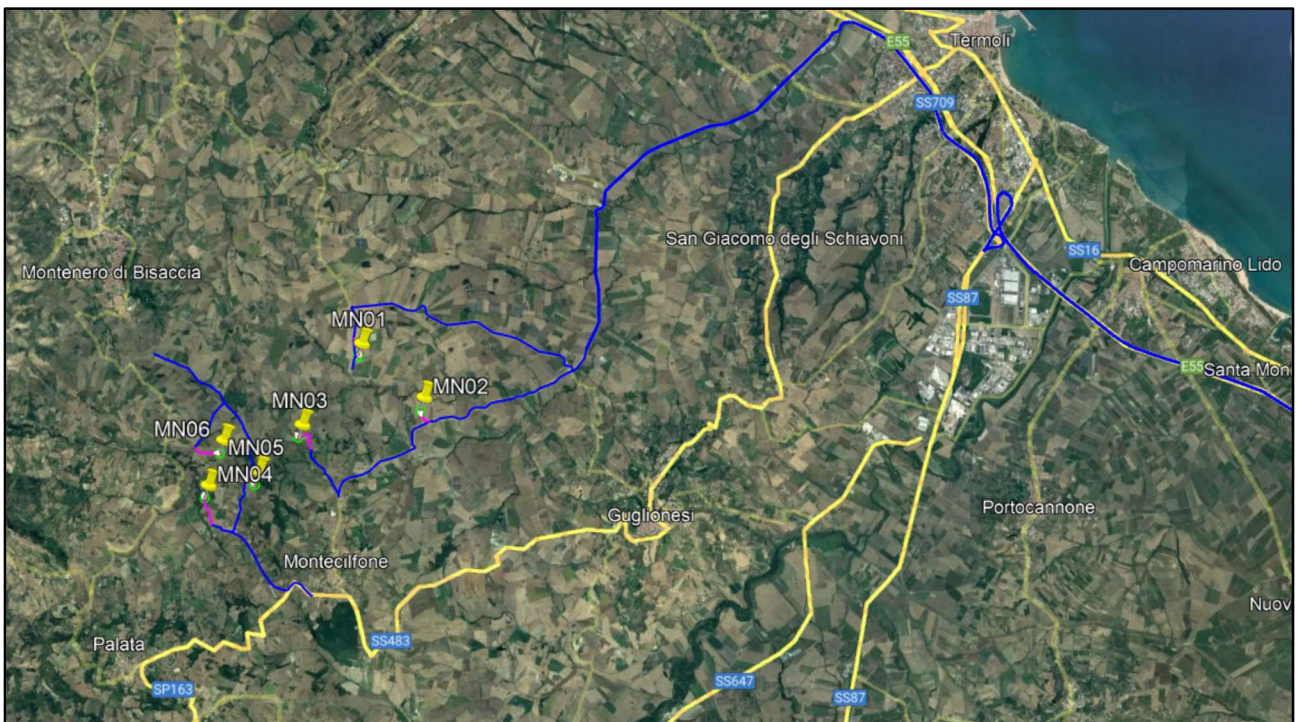 Termoli
E55
SS709
San Giacomo degli Schiavoni
SS16
Campomarino Lido
Montenero di Bisaccia
SS87
MN01
E55
Santa Mon
MN02
MN03
MN06
MN05
MN04
Portocannone
Guglionesi
Montecilfone
Nuov
Palata
SS483
SS647
SP163
SS87